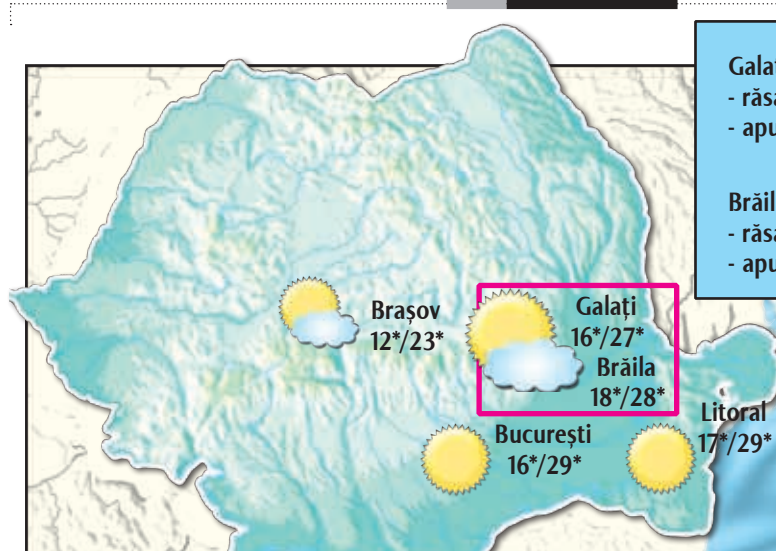 Brașov
12*/23*
Galați
16*/27*
Brăila
18*/28*
București
16*/29*
Litoral
17*/29*